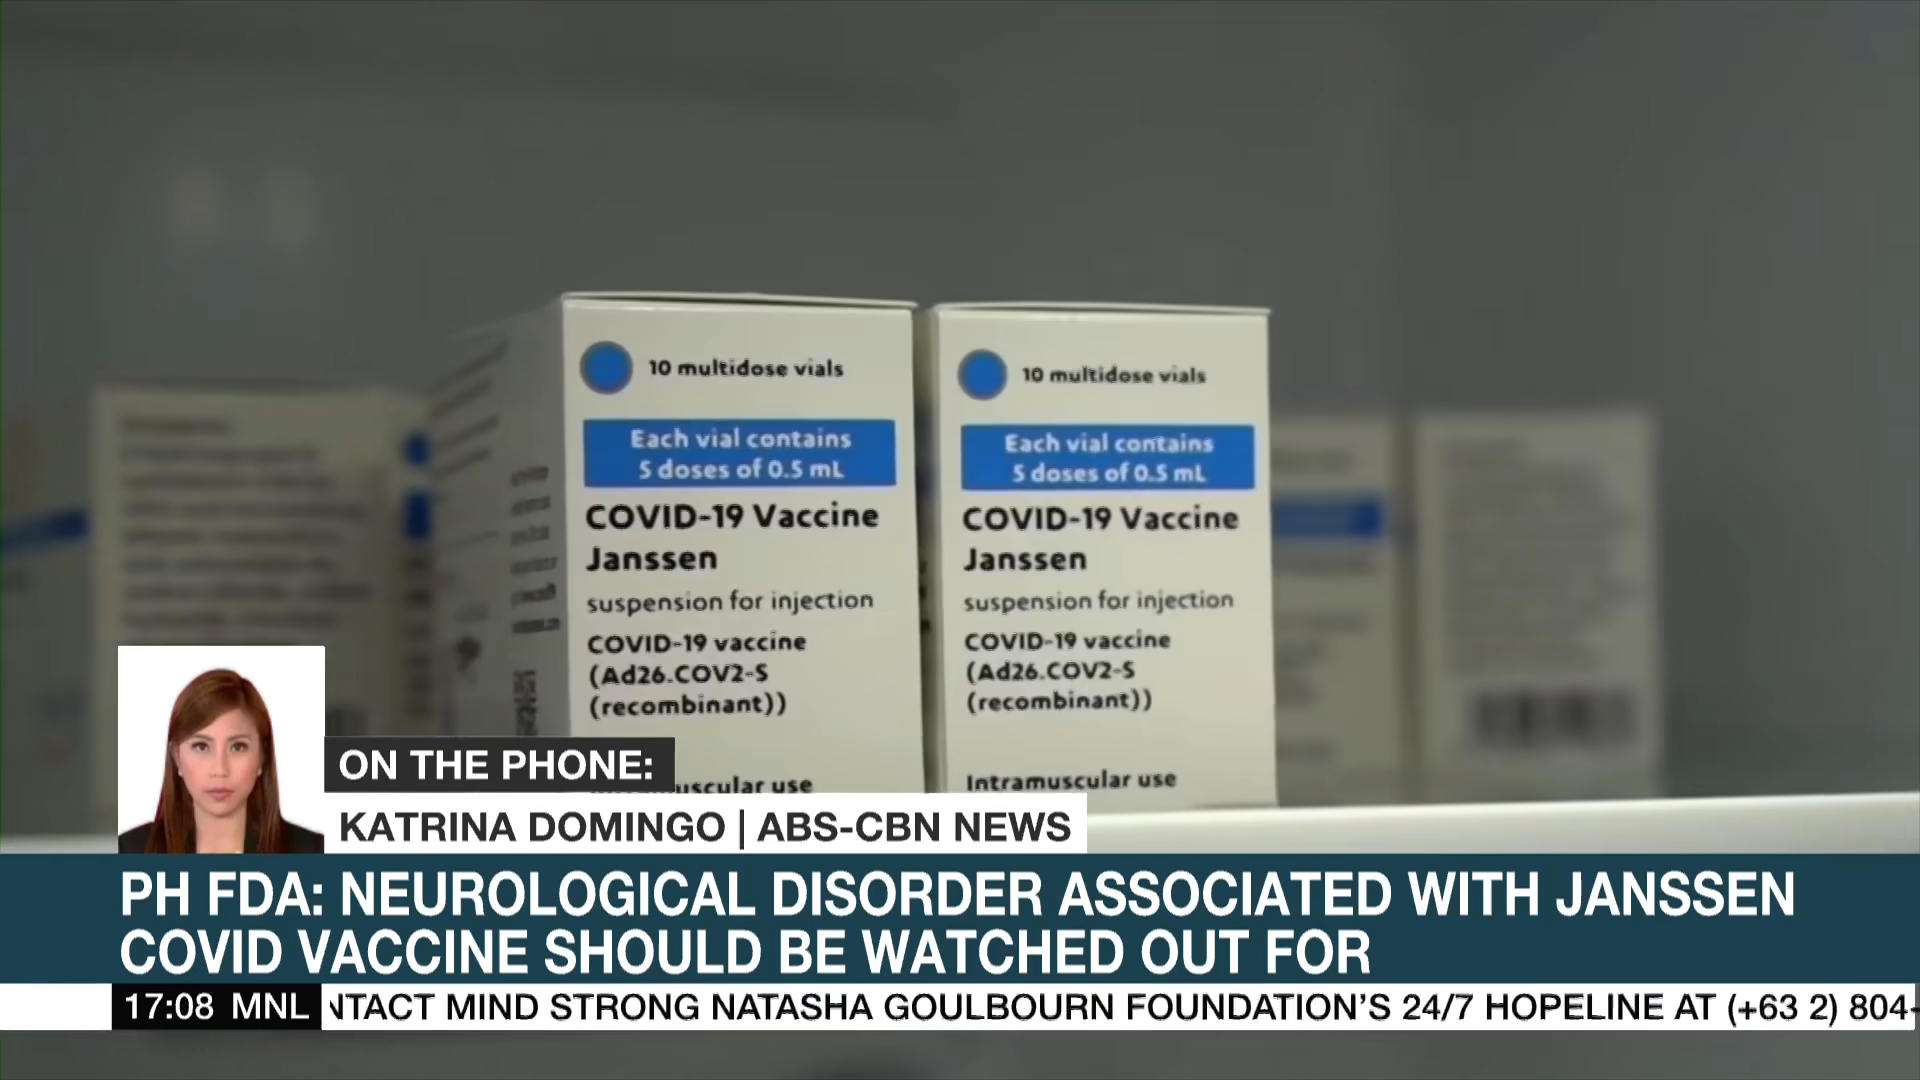 10 multidose vials
Each vial contains
5 doses of 0.5 mL
COVID-19 Vaccine
Janssen
suspension for injection
COVID-19 vaccine
(Ad26.COV2-S
(recombinant))
uscular use
10 multidose vials
Each vial contains
5 doses of 0.5 mL
COVID-19 Vaccine
Janssen
suspension for injection
COVID-19 vaccine
(Ad26.COV2-S
(recombinant))
Intramuscular use
ON THE PHONE:
KATRINA DOMINGO | ABS-CBN NEWS
PH FDA: NEUROLOGICAL DISORDER ASSOCIATED WITH JANSSEN
COVID VACCINE SHOULD BE WATCHED OUT FOR
17:08 MNL NTACT MIND STRONG NATASHA GOULBOURN FOUNDATION'S 24/7 HOPELINE AT (+63 2) 804-